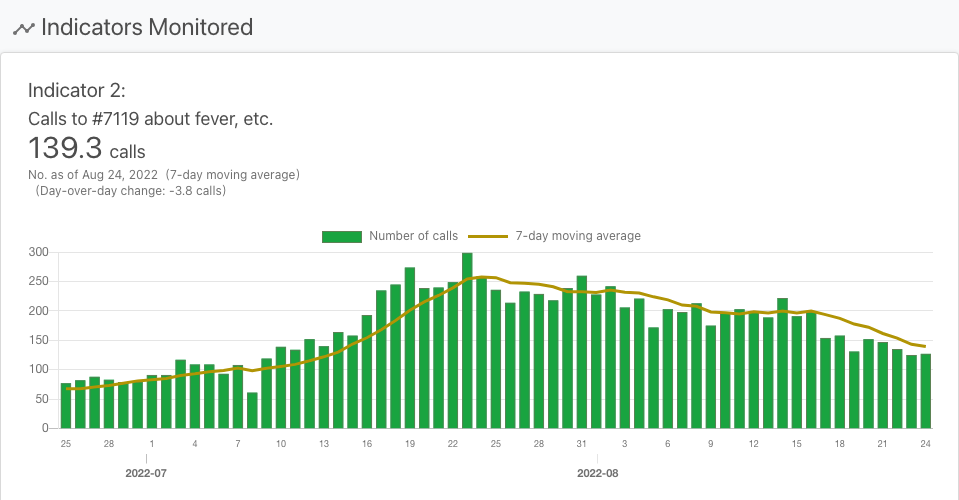 Indicators Monitored
Indicator 2:
Calls to #7119 about fever, etc.
139.3 calls
No. as of Aug 24, 2022 (7-day moving average)
(Day-over-day change: -3.8 calls)
Number of calls 7-day moving average
300
250
200
150
100
50
0
25 28 1 4 7 10 13 16 19 22 25 28 31 3 6 9 12 15 18 21 24
2022-07 2022-08